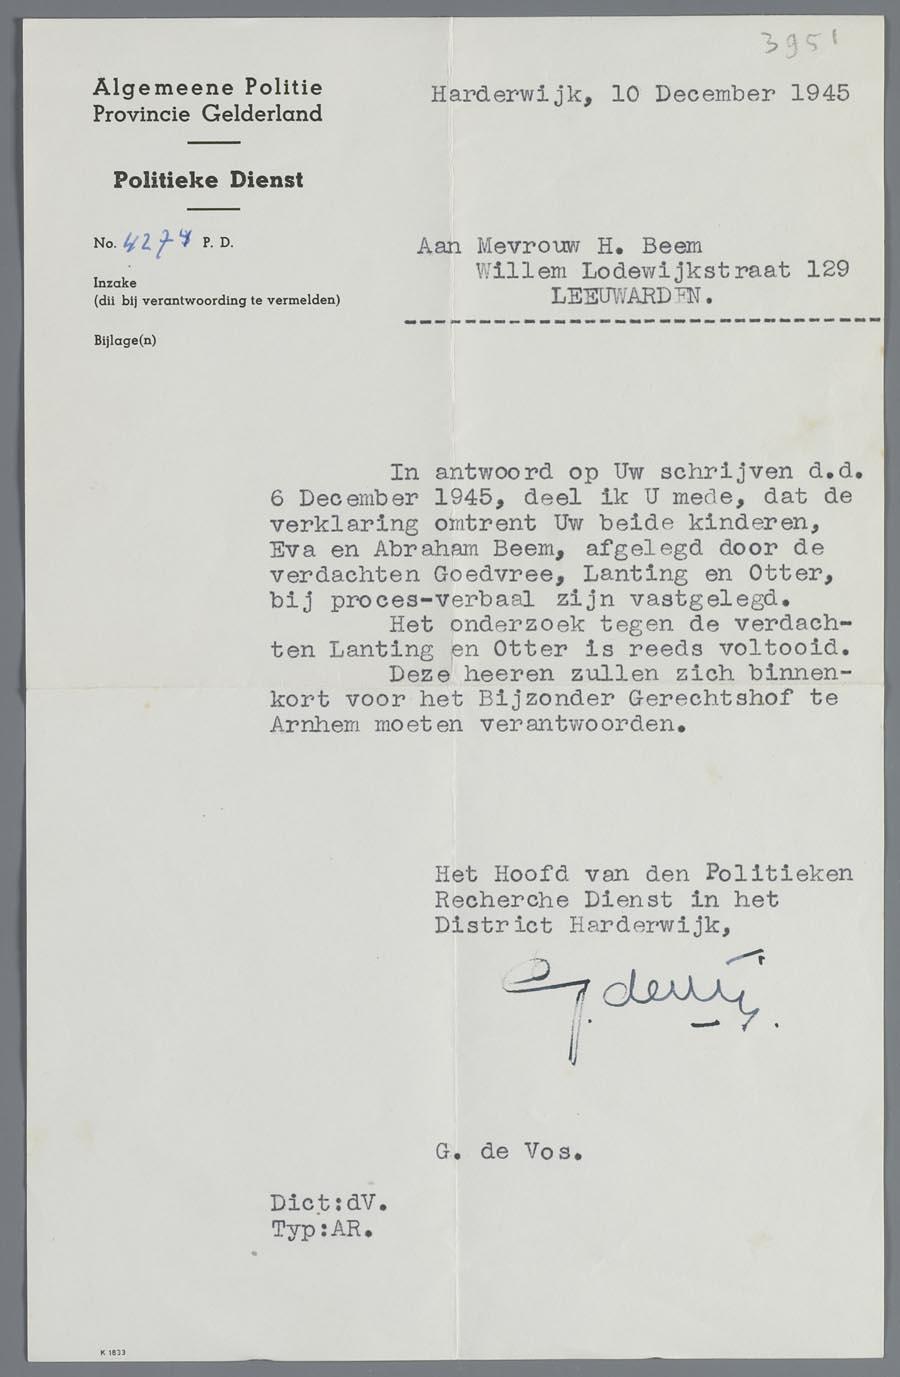 3951
Algemeene Politie
Provincie Gelderland
Harderwijk, 10 December 1945
Politieke Dienst
No. 4274 P. D.
Inzake
(dit bij verantwoording te vermelden)
Bijlage(n)
Aan Mevrouw H. Beem
Willem Lodewijkstraat 129
LEEUWARDEN.
In antwoord op Uw schrijven d.d.
6 December 1945, deel ik U mede, dat de
verklaring omtrent Uw beide kinderen,
Eva en Abraham Beem, afgelegd door de
verdachten Goedvree, Lanting en Otter,
bij proces-verbaal zijn vastgelegd.
Het onderzoek tegen de verdach-
ten Lanting en Otter is reeds voltooid.
Deze heeren zullen zich binnen-
kort voor het Bijzonder Gerechtshof te
Arnhem moeten verantwoorden.
Het Hoofd van den Politieken
Recherche Dienst in het
District Harderwijk,
G. de Vos.
Dict:dV.
Typ:AR.
K 1833